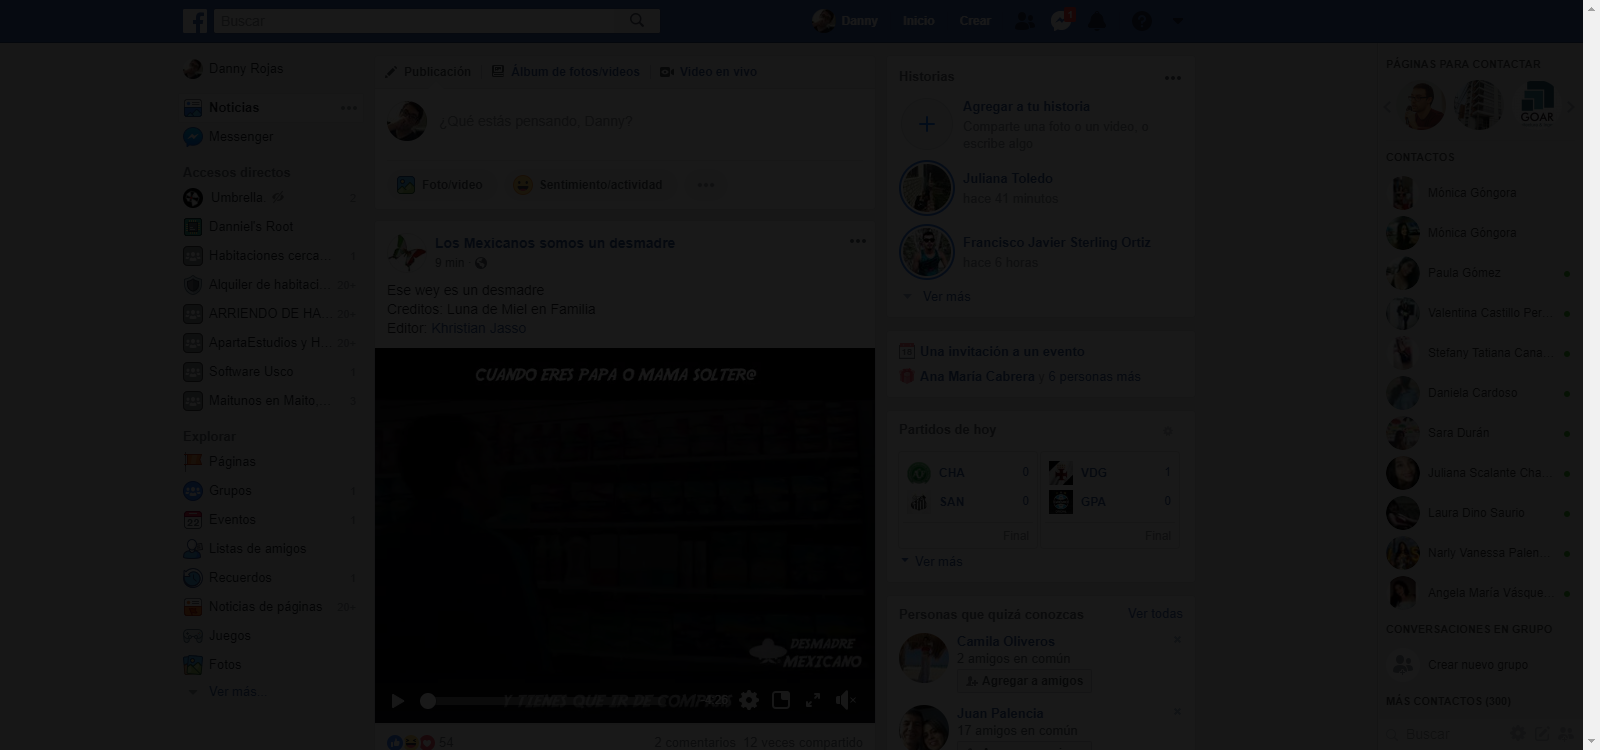 Buscar
Danny
Inicio
Crear
1
Danny Rojas
Noticias
Messenger
Accesos directos
Umbrella. 2
Danniel's Root
Habitaciones cerca...
Alquiler de habitaci... 20+
ARRIENDO DE HA... 20+
ApartaEstudios y H... 20+
Software Usco
Maitunos en Maito...
Explorar
Páginas
Grupos
Eventos
Listas de amigos
Recuerdos
Noticias de páginas 20+
Juegos
Fotos
Ver más...
Publicación
Álbum de fotos/videos
Video en vivo
¿Qué estás pensando, Danny?
Foto/video
Sentimiento/actividad
Los Mexicanos somos un desmadre
9 min
Ese wey es un desmadre
Creditos: Luna de Miel en Familia
Editor: Khristian Jasso
CUANDO ERES PAPA O MAMA SOLTER@
DESMADRE
MEXICANO
Y TIENES QUE IR DE COMPRAS
54
2 comentarios 12 veces compartido
Historias
Agregar a tu historia
Comparte una foto o un video, o
escribe algo
Juliana Toledo
hace 41 minutos
Francisco Javier Sterling Ortiz
hace 6 horas
Ver más
Una invitación a un evento
Ana Maria Cabrera y 6 personas más
Partidos de hoy
CHA 0
SAN 0
Final
VDG 1
GPA 0
Final
Ver más
Personas que quizá conozcas
Ver todas
Camila Oliveros
2 amigos en común
Agregar a amigos
Juan Palencia
17 amigos en común
PÁGINAS PARA CONTACTAR
GOAR
CONTACTOS
Mónica Góngora
Mónica Góngora
Paula Gómez
Valentina Castillo Per...
Stefany Tatiana Cana...
Daniela Cardoso
Sara Durán
Juliana Scalante Cha...
Laura Dino Sauno
Narly Vanessa Palen...
Angela María Vásque...
CONVERSACIONES EN GRUPO
Crear nuevo grupo
MÁS CONTACTOS (300)
Buscar